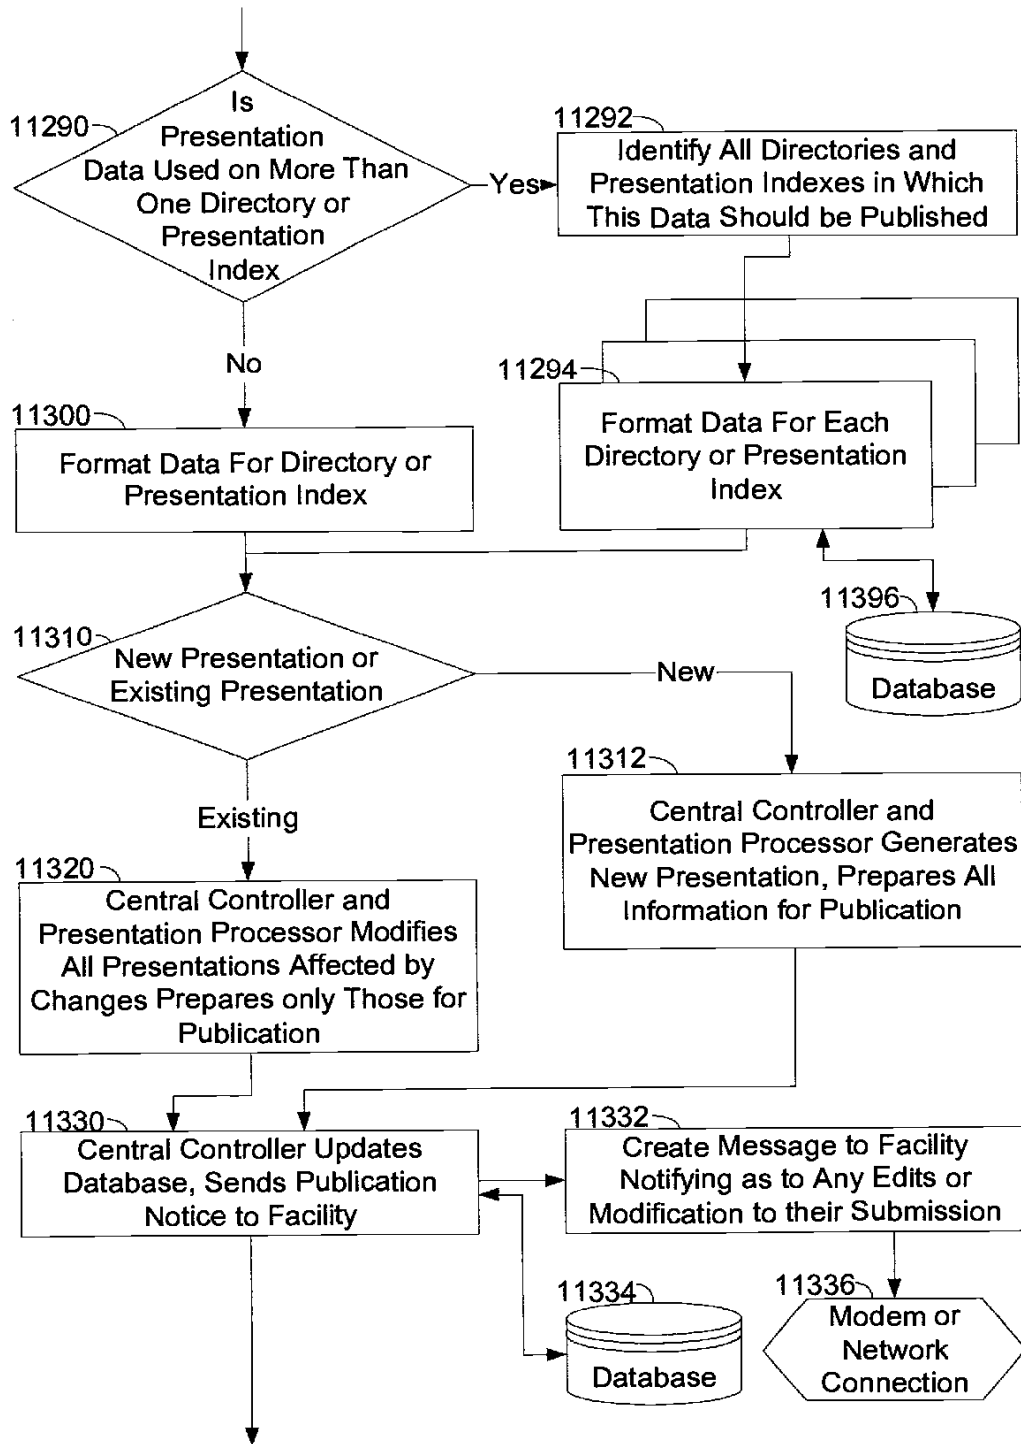 11290
Is
Presentation
Data Used on More Than
One Directory or
Presentation
Index
Yes
11292
Identify All Directories and
Presentation Indexes in Which
This Data Should be Published
No
11294
Format Data For Each
Directory or Presentation
Index
11300
Format Data For Directory or
Presentation Index
11396
Database
11310
New Presentation or
Existing Presentation
New
Existing
11312
Central Controller and
Presentation Processor Generates
New Presentation, Prepares All
Information for Publication
11320
Central Controller and
Presentation Processor Modifies
All Presentations Affected by
Changes Prepares only Those for
Publication
11330
Central Controller Updates
Database, Sends Publication
Notice to Facility
11332
Create Message to Facility
Notifying as to Any Edits or
Modification to their Submission
11334
Database
11336
Modem or
Network
Connection